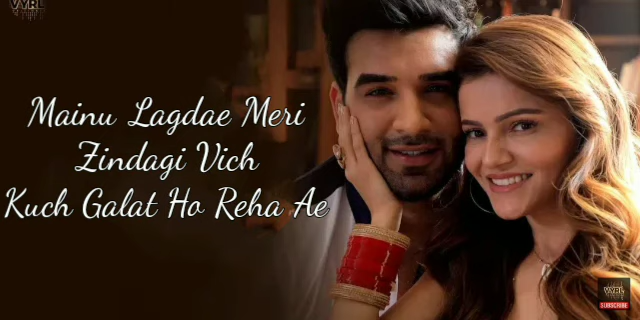 VYRL
Mainu Lagdae Meri
Zindagi Vich
Kuch Galat Ho Reha Ae
VYRL
SUBSCRIBE